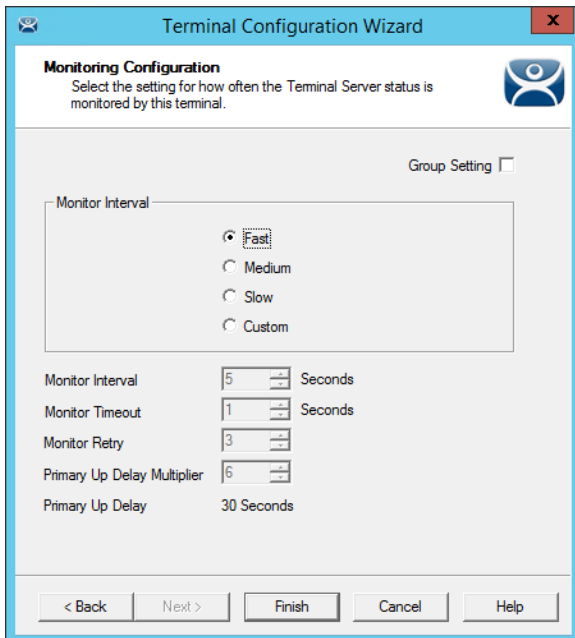 Terminal Configuration Wizard
x
Monitoring Configuration
Select the setting for how often the Terminal Server status is
monitored by this terminal.
Group Setting
Monitor Interval
Fast
Medium
Slow
Custom
Monitor Interval 5 Seconds
Monitor Timeout 1 Seconds
Monitor Retry 3
Primary Up Delay Multiplier 6
Primary Up Delay 30 Seconds
< Back Next > Finish Cancel Help